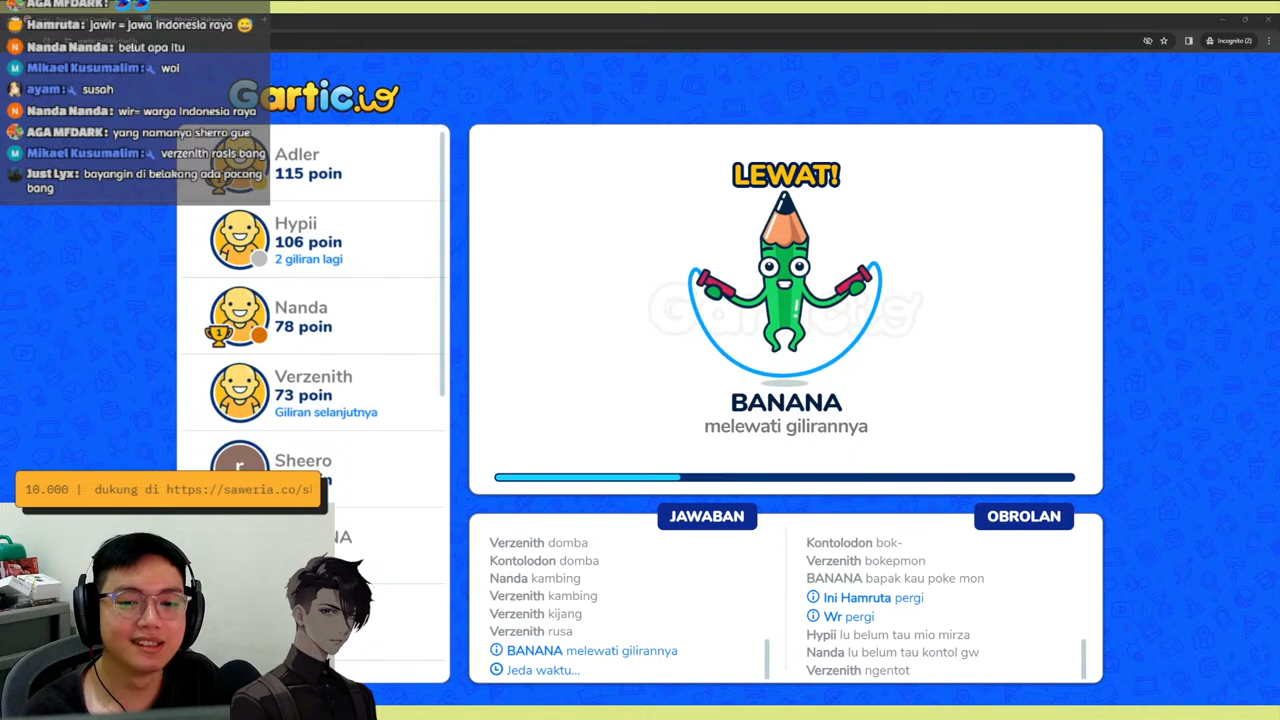 AGA MFDARK:
Hamruta: jawir = jawa Indonesia raya
Nanda Nanda: belut apa itu
Mikael Kusumalim: woi
ayam: susah
Nanda Nanda: wir= warga Indonesia raya
AGA MFDARK: yang namanya sherro gue
Mikael Kusumalim: verzenith rasis bang
Just Lyx: bayangin di belakang ada pocong
bang
Incognito (2)
Gartic.io
Adler
115 poin
Hypii
106 poin
2 giliran lagi
Nanda
78 poin
Verzenith
73 poin
Giliran selanjutnya
r
Sheero
10.000 | dukung di https://saweria.co/s
NA
LEWAT!
Gartic.io
BANANA
melewati gilirannya
JAWABAN
Verzenith domba
Kontolodon domba
Nanda kambing
Verzenith kambing
Verzenith kijang
Verzenith rusa
BANANA melewati gilirannya
Jeda waktu...
OBROLAN
Kontolodon bok-
Verzenith bokepmon
BANANA bapak kau poke mon
Ini Hamruta pergi
Wr pergi
Hypii lu belum tau mio mirza
Nanda lu belum tau kontol gw
Verzenith ngentot